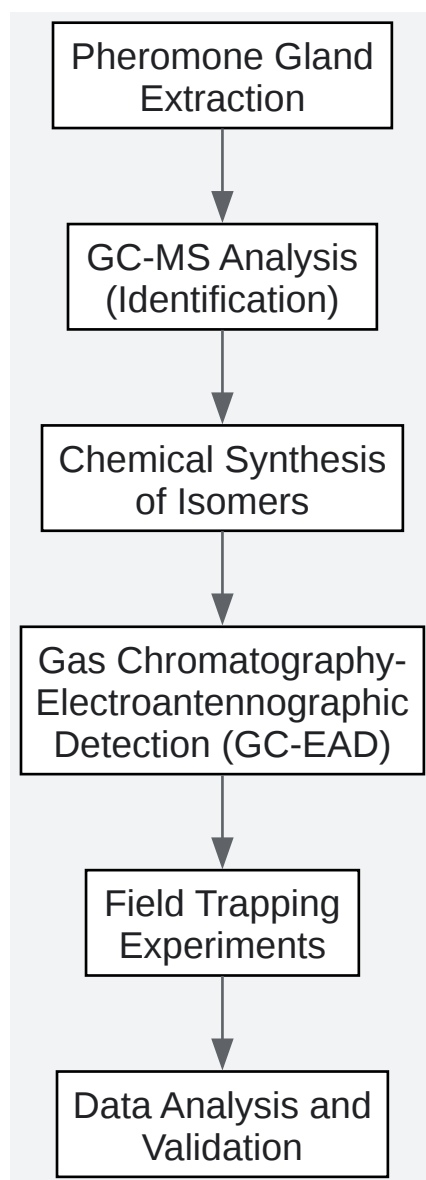 Pheromone Gland
Extraction
GC-MS Analysis
(Identification)
Chemical Synthesis
of Isomers
Gas Chromatography-
Electroantennographic
Detection (GC-EAD)
Field Trapping
Experiments
Data Analysis and
Validation